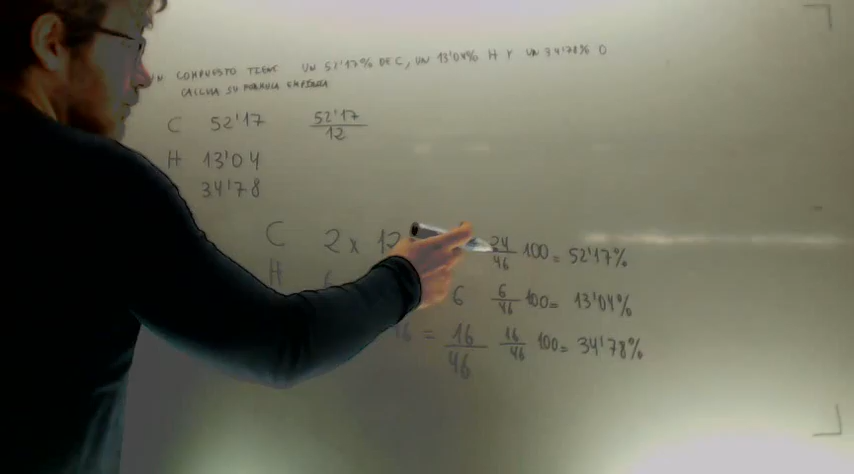 UN COMPUESTO TIENE UN 52'17% DE C, UN 13'04% H Y UN 34'78% O
CALCULA SU FORMULA EMPIRICA
C 52'17 52'17/12
H 13'04
34'78
C 2 x 12 24/46 100 = 52'17%
H 6 6 6/46 100 = 13'04%
16 = 16/46 16/46 100 = 34'78%